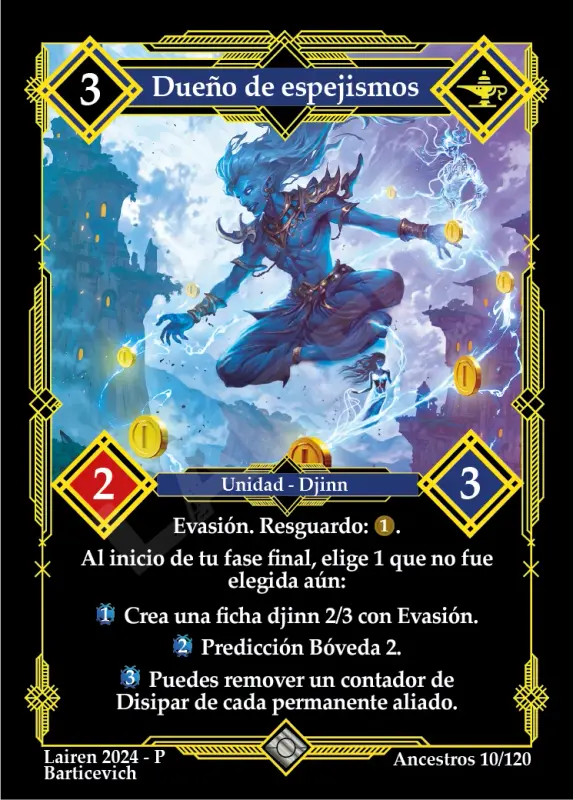 3
Dueño de espejismos
2
Unidad - Djinn
3
Evasión. Resguardo: 1.
Al inicio de tu fase final, elige 1 que no fue
elegida aún:
1 Crea una ficha djinn 2/3 con Evasión.
2 Predicción Bóveda 2.
3 Puedes remover un contador de
Disipar de cada permanente aliado.
Lairen 2024 - P
Barticevich
Ancestros 10/120